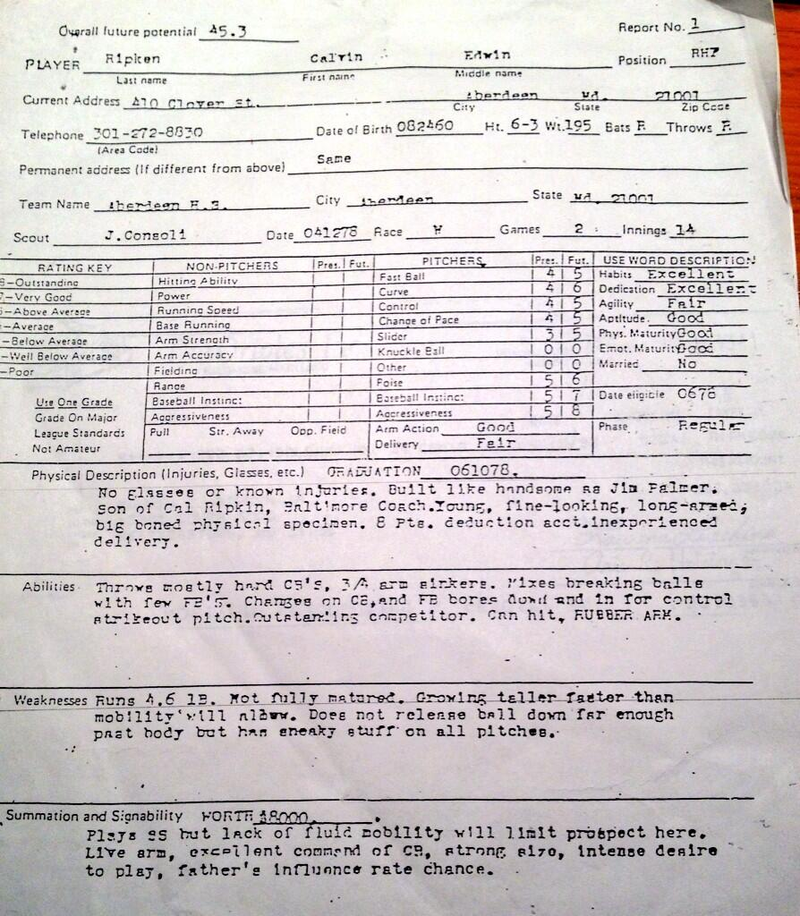 Overall future potential 45.3 Report No. 1
PLAYER Ripken Calvin Edwin Position RHP
Last name First name Middle name
Current Address 410 Clover St. Aberdeen Md 21001
City State Zip Code
Telephone 301-272-8830 Date of Birth 082460 Ht. 6-3 Wt.195 Bats R Throws R
(Area Code)
Permanent address (If different from above) Same
Team Name Aberdeen H.S. City Aberdeen State Md 21001
Scout J.Consoli Date 041278 Race W Games 2 Innings 14
RATING KEY NON-PITCHERS Pres. Fut. PITCHERS Pres. Fut. USE WORD DESCRIPTION
8-Outstanding Hitting Ability Fast Ball 4 5 Habits Excellent
7-Very Good Power Curve 4 6 Dedication Excellent
6-Above Average Running Speed Control 4 5 Agility Fair
-Average Base Running Change of Pace 4 5 Aptitude. Good
-Below Average Arm Strength Slider 3 5 Phys. Maturity Good
-Well Below Average Arm Accuracy Knuckle Ball 0 0 Emot. Maturity Good
-Poor Fielding Other 0 0 Married No
Range Poise 5 6
Use One Grade Baseball Instinct Baseball Instinct 5 7 Date eligible 0678
Grade On Major Aggressiveness Aggressiveness 5 8
League Standards Pull Str. Away Opp. Field Arm Action Good Phase Regular
Not Amateur Delivery Fair
Physical Description (Injuries, Glasses, etc.) GRADUATION 061078.
No glasses or known injuries. Built like handsome as Jim Palmer.
Son of Cal Ripkin, Baltimore Coach.Young, fine-looking, long-armed,
big boned physical specimen. 8 Pts. deduction acct.inexperienced
delivery.
Abilities Throws mostly hard CB'S, 3/4 arm sinkers. Mixes breaking balls
with few FB'S. Changes on CB,and FB bores down and in for control
strikeout pitch.Outstanding competitor. Can hit, RUBBER ARM.
Weaknesses Runs 4.6 1B. Not fully matured. Growing taller faster than
mobility will allow. Does not release ball down far enough
past body but has sneaky stuff on all pitches.
Summation and Signability WORTH 18000.
Plays SS but lack of fluid mobility will limit prospect here.
Live arm, excellent command of CB, strong size, intense desire
to play, father's influence rate chance.